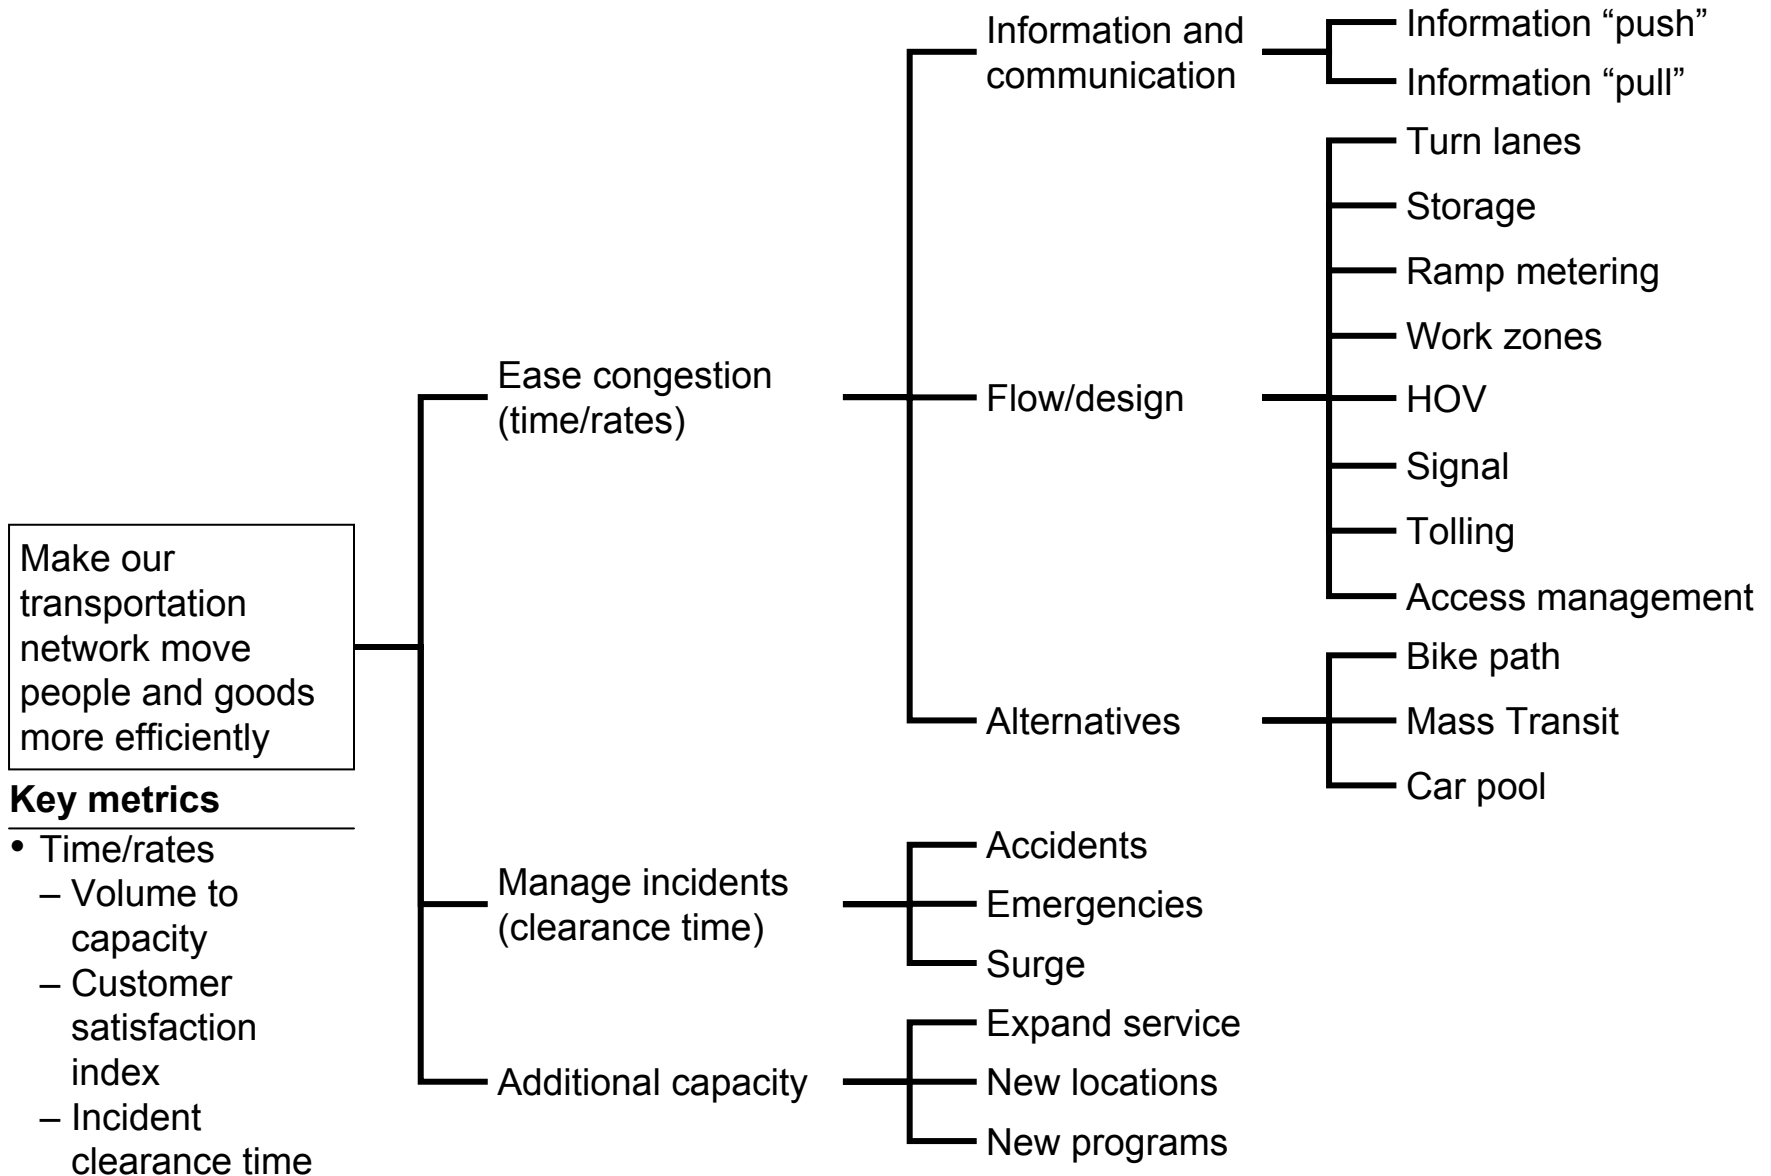 Make our
transportation
network move
people and goods
more efficiently
Key metrics
• Time/rates
– Volume to
capacity
– Customer
satisfaction
index
– Incident
clearance time
Ease congestion
(time/rates)
Information and
communication
Information “push”
Information “pull”
Flow/design
Turn lanes
Storage
Ramp metering
Work zones
HOV
Signal
Tolling
Access management
Alternatives
Bike path
Mass Transit
Car pool
Manage incidents
(clearance time)
Accidents
Emergencies
Surge
Additional capacity
Expand service
New locations
New programs